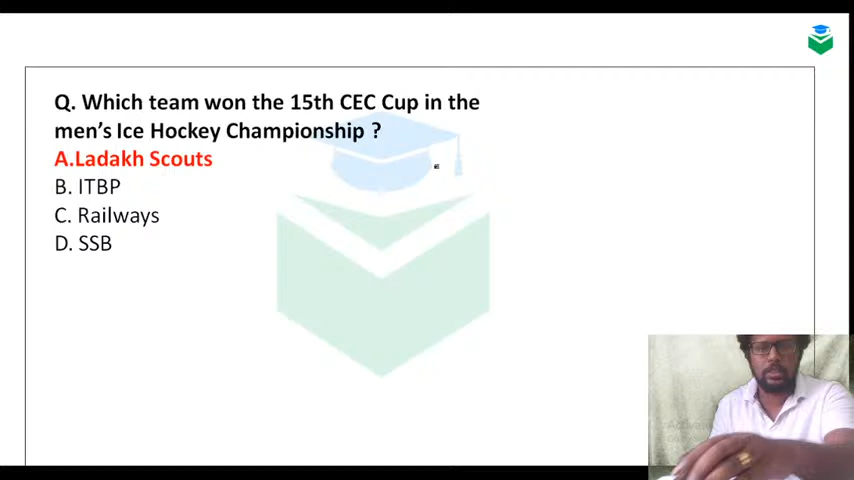 Q. Which team won the 15th CEC Cup in the
men’s Ice Hockey Championship ?
A.Ladakh Scouts
B. ITBP
C. Railways
D. SSB